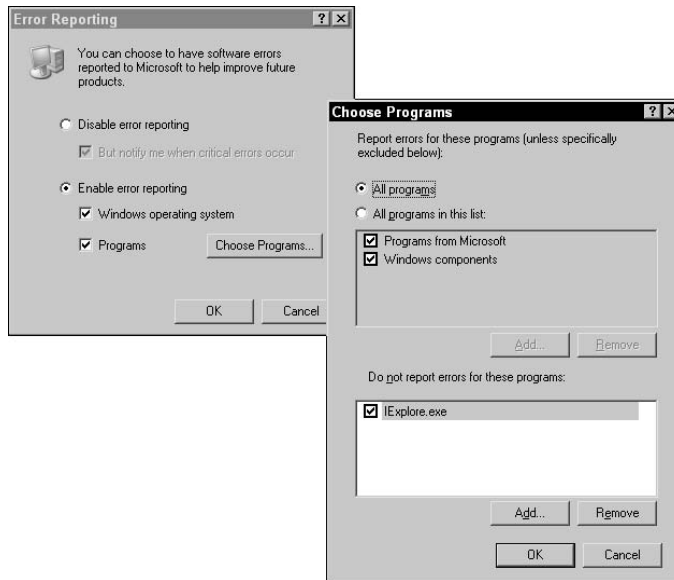 Error Reporting
You can choose to have software errors
reported to Microsoft to help improve future
products.
Disable error reporting
But notify me when critical errors occur
Enable error reporting
Windows operating system
Programs
Choose Programs...
OK
Cancel
Choose Programs
Report errors for these programs (unless specifically
excluded below):
All programs
All programs in this list:
Programs from Microsoft
Windows components
Add...
Remove
Do not report errors for these programs:
IExplore.exe
Add...
Remove
OK
Cancel